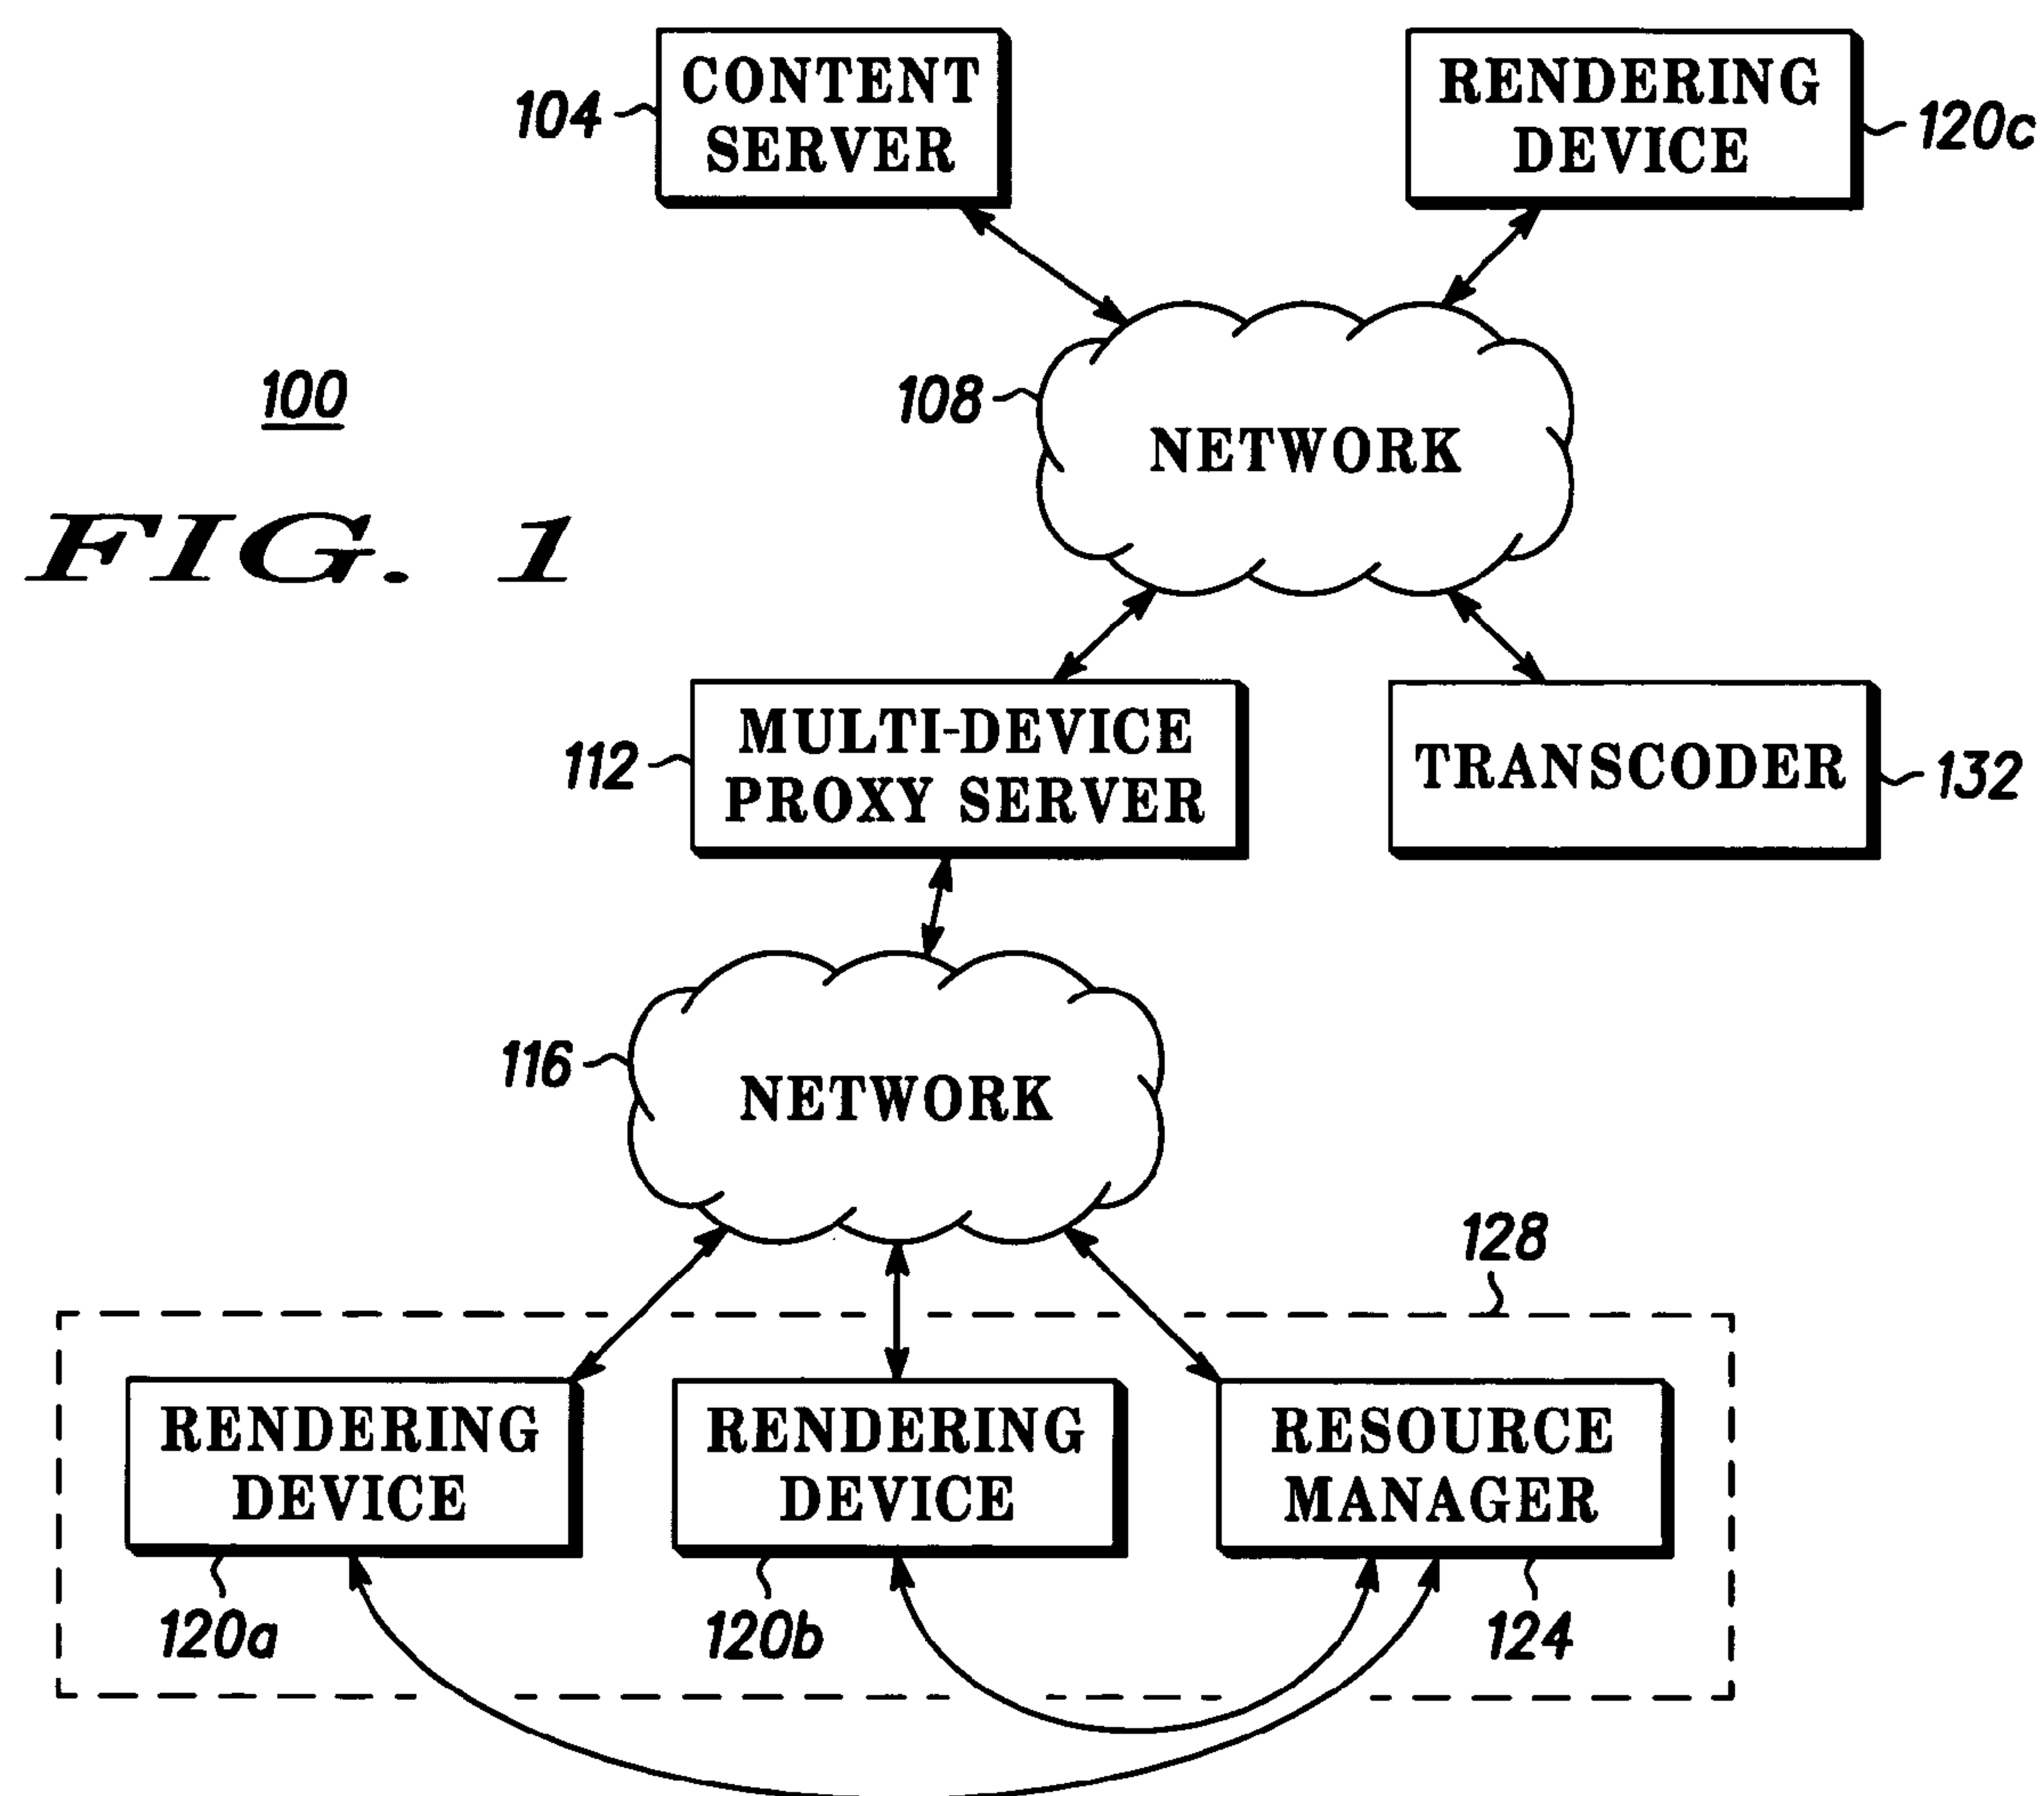 CONTENT
SERVER
104
RENDERING
DEVICE
120c
100
FIG. 1
108
NETWORK
112
MULTI-DEVICE
PROXY SERVER
TRANSCODER
132
116
NETWORK
128
RENDERING
DEVICE
RENDERING
DEVICE
RESOURCE
MANAGER
120a
120b
124